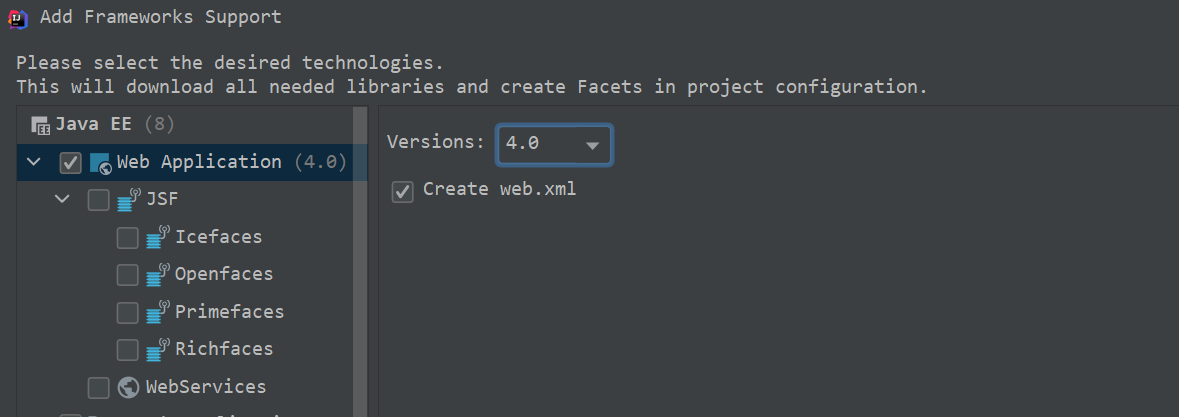 Add Frameworks Support
Please select the desired technologies.
This will download all needed libraries and create Facets in project configuration.
Java EE (8)
Web Application (4.0)
JSF
Icefaces
Openfaces
Primefaces
Richfaces
WebServices
Versions: 4.0
Create web.xml